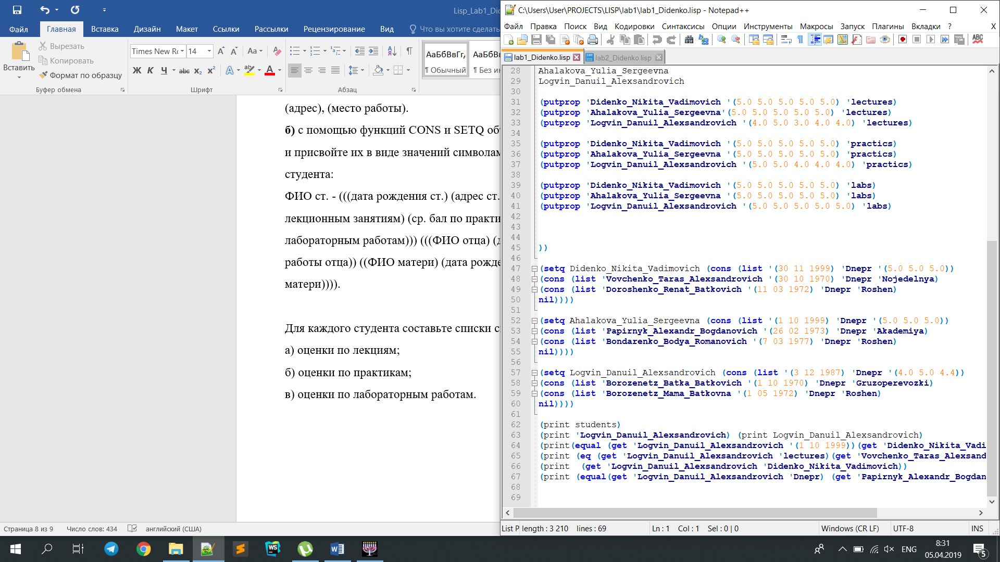 Lisp_Lab1_Di
Файл Главная Вставка Дизайн Макет Ссылки Рассылки Рецензирование Вид Что вы хотите сделать
Вставить
Вырезать
Копировать
Формат по образцу
Буфер обмена
Times New Ro 14
Aa
Ж К Ч abc x₂ x²
Шрифт
Абзац
АаБбВвГг,
¶ Обычный
АаБбВв
¶ Без ин
(адрес), (место работы).
б) с помощью функций CONS и SETQ об
и присвойте их в виде значений символам
студента:
ФИО ст. - (((дата рождения ст.) (адрес ст.
лекционным занятиям) (ср. бал по практи
лабораторным работам))) (((ФИО отца) (д
работы отца)) ((ФИО матери) (дата рожде
матери)))).
Для каждого студента составьте списки с
а) оценки по лекциям;
б) оценки по практикам;
в) оценки по лабораторным работам.
Страница 8 из 9 Число слов: 434 английский (США)
C:\Users\User\PROJECTS\LISP\lab1\lab1_Didenko.lisp - Notepad++
Файл Правка Поиск Вид Кодировки Синтаксисы Опции Инструменты Макросы Запуск Плагины Вкладки ? X
lab1_Didenko.lisp lab2_Didenko.lisp
28 Ahalakova_Yulia_Sergeevna
29 Logvin_Danuil_Alexsandrovich
30
31 (putprop 'Didenko_Nikita_Vadimovich '(5.0 5.0 5.0 5.0 5.0) 'lectures)
32 (putprop 'Ahalakova_Yulia_Sergeevna'(5.0 5.0 5.0 5.0 5.0) 'lectures)
33 (putprop 'Logvin_Danuil_Alexsandrovich '(4.0 5.0 3.0 4.0 4.0) 'lectures)
34
35 (putprop 'Didenko_Nikita_Vadimovich '(5.0 5.0 5.0 5.0 5.0) 'practics)
36 (putprop 'Ahalakova_Yulia_Sergeevna '(5.0 5.0 5.0 5.0 5.0) 'practics)
37 (putprop 'Logvin_Danuil_Alexsandrovich '(5.0 5.0 4.0 4.0 4.0) 'practics)
38
39 (putprop 'Didenko_Nikita_Vadimovich '(5.0 5.0 5.0 5.0 5.0) 'labs)
40 (putprop 'Ahalakova_Yulia_Sergeevna '(5.0 5.0 5.0 5.0 5.0) 'labs)
41 (putprop 'Logvin_Danuil_Alexsandrovich '(5.0 5.0 5.0 5.0 5.0) 'labs)
42
43
44
45 ))
46
47 (setq Didenko_Nikita_Vadimovich (cons (list '(30 11 1999) 'Dnepr '(5.0 5.0 5.0))
48 (cons (list 'Vovchenko_Taras_Alexsandrovich '(30 10 1970) 'Dnepr 'Nojedelnya)
49 (cons (list 'Doroshenko_Renat_Batkovich '(11 03 1972) 'Dnepr 'Roshen)
50 nil))))
51
52 (setq Ahalakova_Yulia_Sergeevna (cons (list '(1 10 1999) 'Dnepr '(5.0 5.0 5.0))
53 (cons (list 'Papirnyk_Alexandr_Bogdanovich '(26 02 1973) 'Dnepr 'Akademiya)
54 (cons (list 'Bondarenko_Bodya_Romanovich '(7 03 1977) 'Dnepr 'Roshen)
55 nil))))
56
57 (setq Logvin_Danuil_Alexsandrovich (cons (list '(3 12 1987) 'Dnepr '(4.0 5.0 4.4))
58 (cons (list 'Borozenetz_Batka_Batkovich '(1 10 1970) 'Dnepr 'Gruzoperevozki)
59 (cons (list 'Borozenetz_Mama_Batkovna '(1 05 1972) 'Dnepr 'Roshen)
60 nil))))
61
62 (print students)
63 (print 'Logvin_Danuil_Alexsandrovich) (print Logvin_Danuil_Alexsandrovich)
64 (print(equal (get 'Logvin_Danuil_Alexsandrovich '(1 10 1999))(get 'Didenko_Nikita_Vadi
65 (print (eq (get 'Logvin_Danuil_Alexsandrovich 'lectures)(get 'Vovchenko_Taras_Alexsand
66 (print  (get 'Logvin_Danuil_Alexsandrovich 'Didenko_Nikita_Vadimovich))
67 (print (equal(get 'Logvin_Danuil_Alexsandrovich 'Dnepr) (get 'Papirnyk_Alexandr_Bogdan
68
69
List P length : 3 210 lines : 69 Ln : 1 Col : 1 Sel : 0 | 0 Windows (CR LF) UTF-8 INS
ENG
8:31
05.04.2019
5